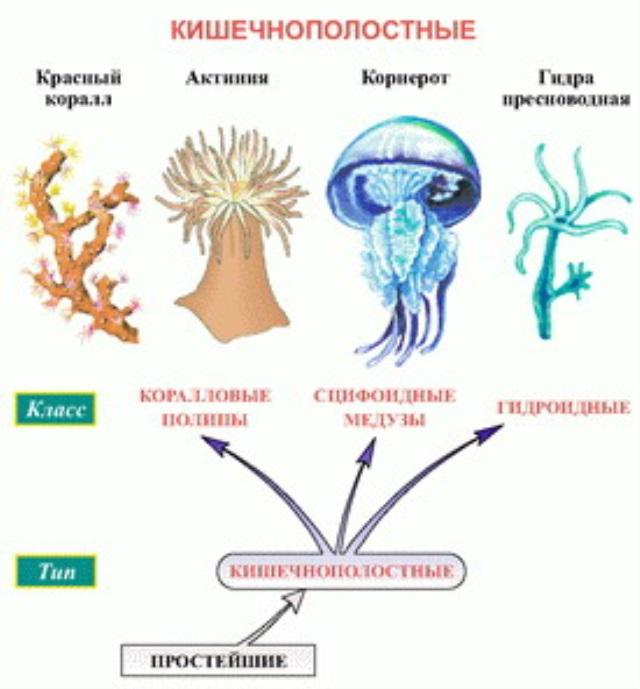 КИШЕЧНОПОЛОСТНЫЕ
Красный
коралл
Актиния
Корнерот
Гидра
пресноводная
Класс
КОРАЛЛОВЫЕ
ПОЛИПЫ
СЦИФОИДНЫЕ
МЕДУЗЫ
ГИДРОИДНЫЕ
Тип
КИШЕЧНОПОЛОСТНЫЕ
ПРОСТЕЙШИЕ